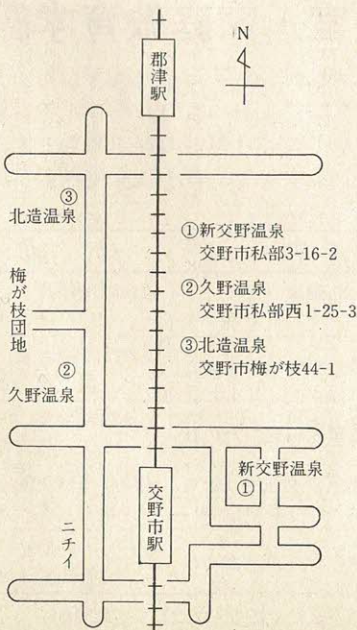 N
郡津駅
③
北造温泉
①新交野温泉
交野市私部3-16-2
②久野温泉
交野市私部西1-25-3
③北造温泉
交野市梅が枝44-1
梅が枝団地
②
久野温泉
新交野温泉
①
交野市駅
ニチイ